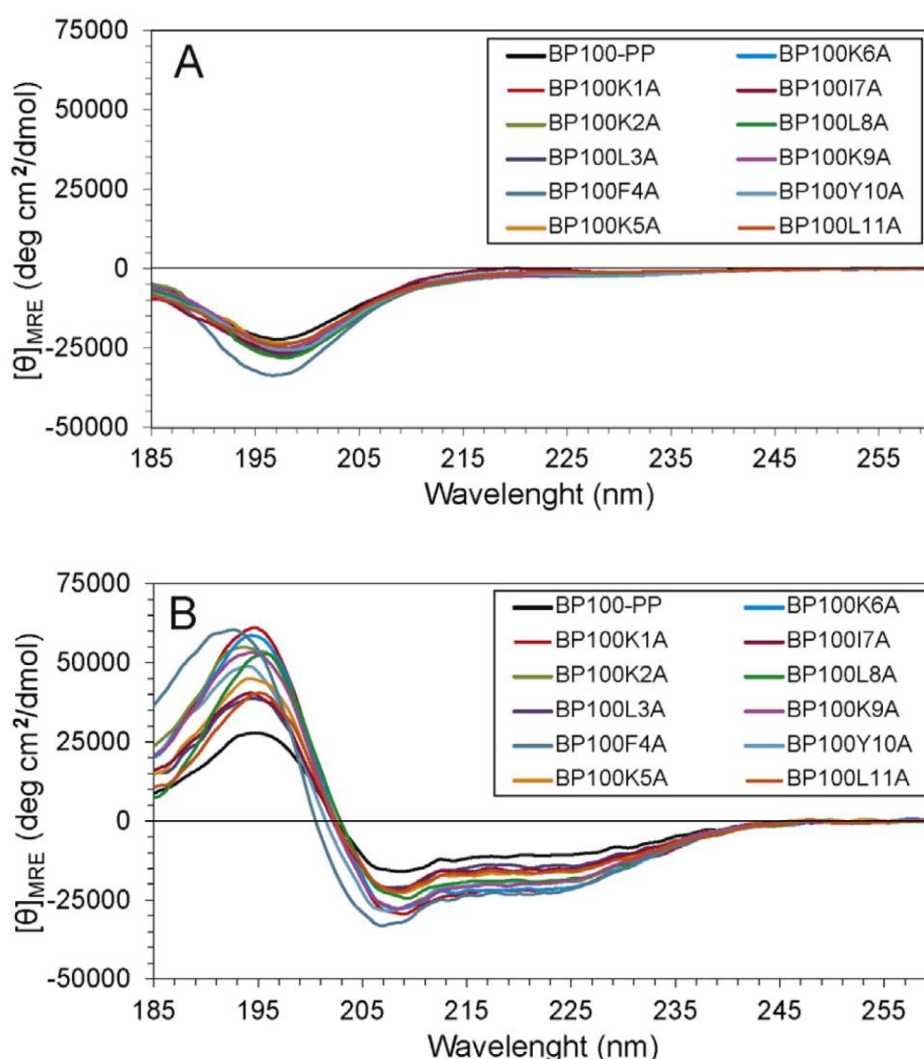 A
75000
50000
25000
0
-25000
-50000
[θ]MRE (deg cm²/dmol)
BP100-PP BP100K6A
BP100K1A BP100I7A
BP100K2A BP100L8A
BP100L3A BP100K9A
BP100F4A BP100Y10A
BP100K5A BP100L11A
185 195 205 215 225 235 245 255
Wavelenght (nm)
B
75000
50000
25000
0
-25000
-50000
[θ]MRE (deg cm²/dmol)
BP100-PP BP100K6A
BP100K1A BP100I7A
BP100K2A BP100L8A
BP100L3A BP100K9A
BP100F4A BP100Y10A
BP100K5A BP100L11A
185 195 205 215 225 235 245 255
Wavelenght (nm)